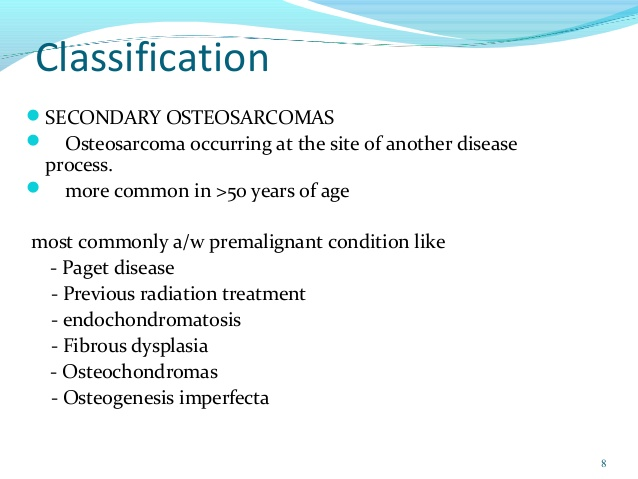 Classification
SECONDARY OSTEOSARCOMAS
Osteosarcoma occurring at the site of another disease
process.
more common in >50 years of age
most commonly a/w premalignant condition like
- Paget disease
- Previous radiation treatment
- endochondromatosis
- Fibrous dysplasia
- Osteochondromas
- Osteogenesis imperfecta
8